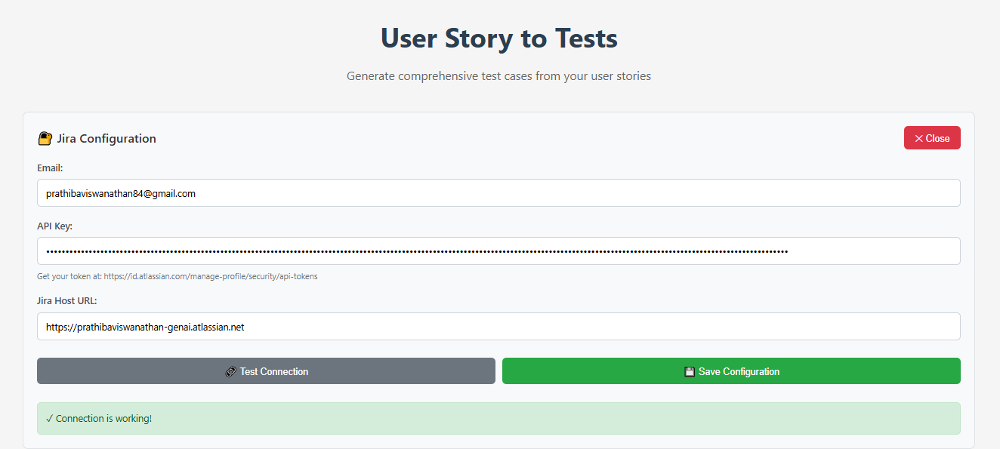 User Story to Tests
Generate comprehensive test cases from your user stories
Jira Configuration
✕ Close
Email:
prathibaviswanathan84@gmail.com
API Key:
Get your token at: https://id.atlassian.com/manage-profile/security/api-tokens
Jira Host URL:
https://prathibaviswanathan-genai.atlassian.net
Test Connection
Save Configuration
✓ Connection is working!